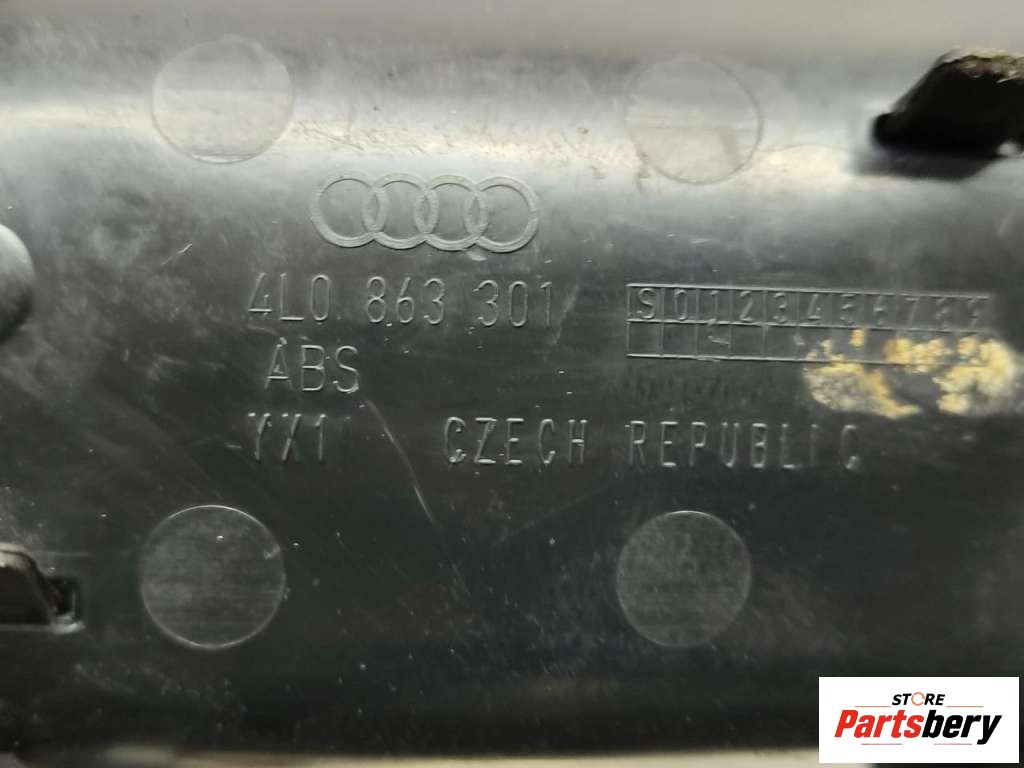 4L0 863 301
S 0 1 2 3 4 5 6 7 8 9
ABS
YX1 CZECH REPUBLIC
STORE
Partsbery